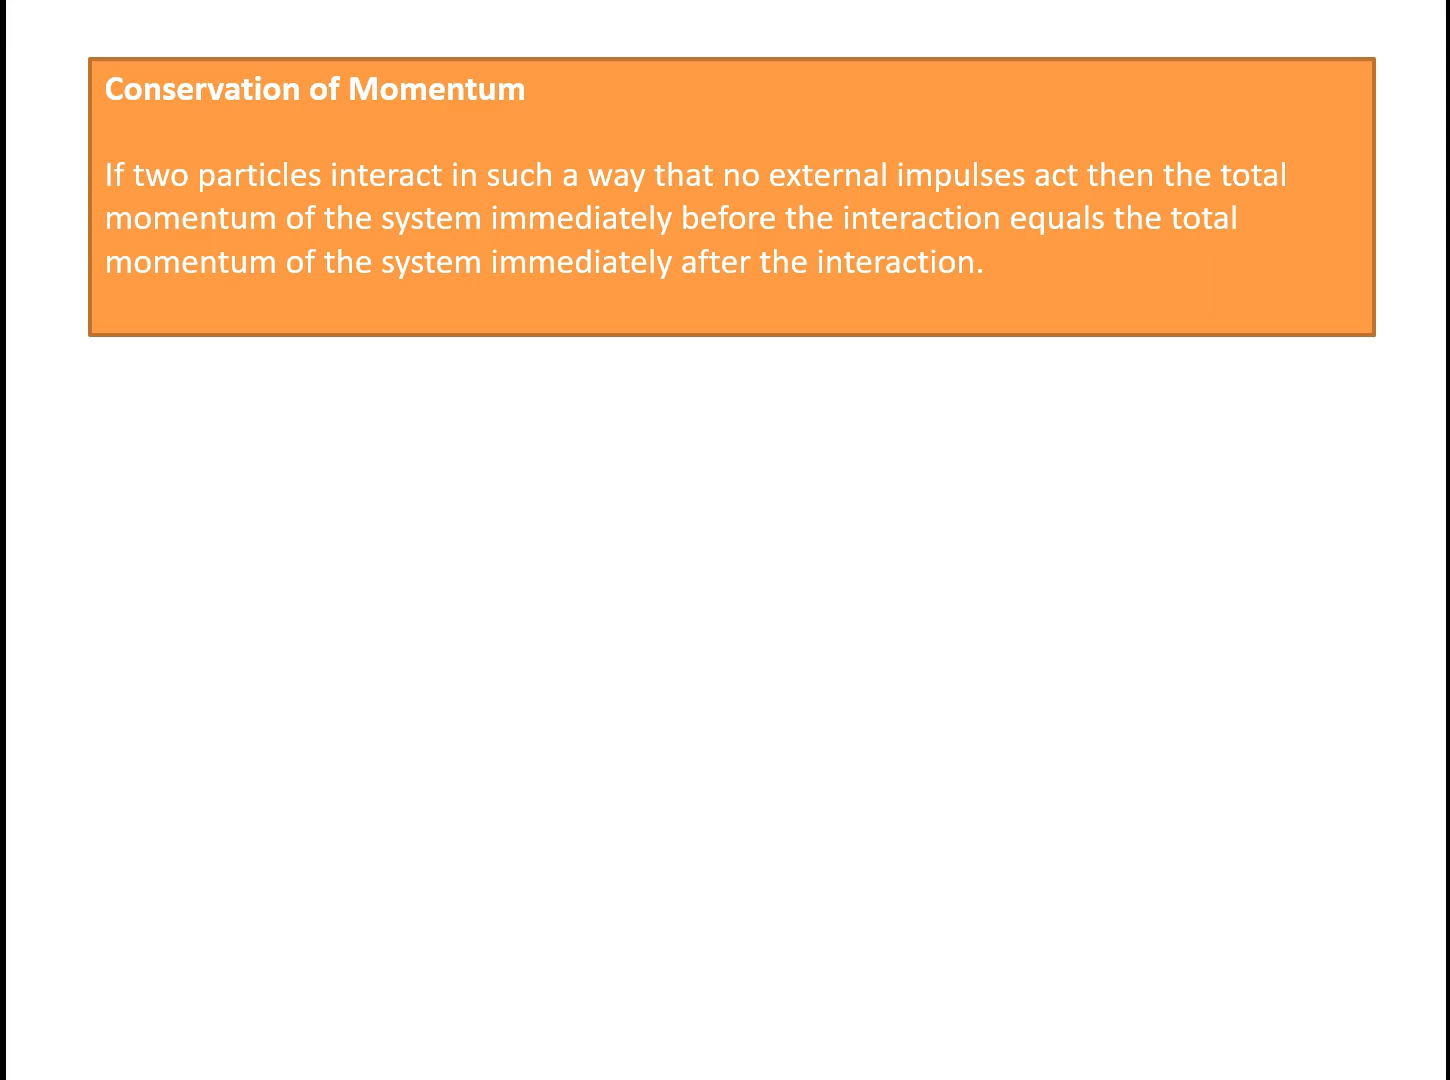 Conservation of Momentum
If two particles interact in such a way that no external impulses act then the total
momentum of the system immediately before the interaction equals the total
momentum of the system immediately after the interaction.